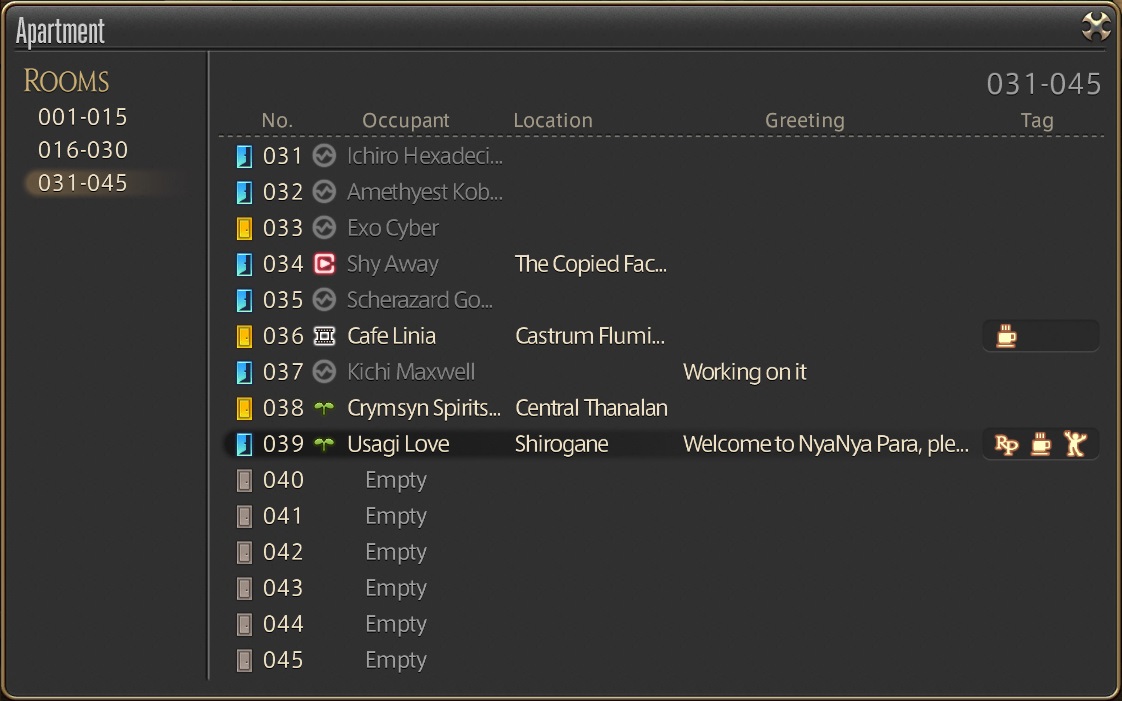 Apartment
ROOMS
001-015
016-030
031-045
031-045
No. Occupant Location Greeting Tag
031 Ichiro Hexadeci...
032 Amethyest Kob...
033 Exo Cyber
034 Shy Away The Copied Fac...
035 Scherazard Go...
036 Cafe Linia Castrum Flumi...
037 Kichi Maxwell Working on it
038 Crymsyn Spirits... Central Thanalan
039 Usagi Love Shirogane Welcome to NyaNya Para, ple... RP
040 Empty
041 Empty
042 Empty
043 Empty
044 Empty
045 Empty